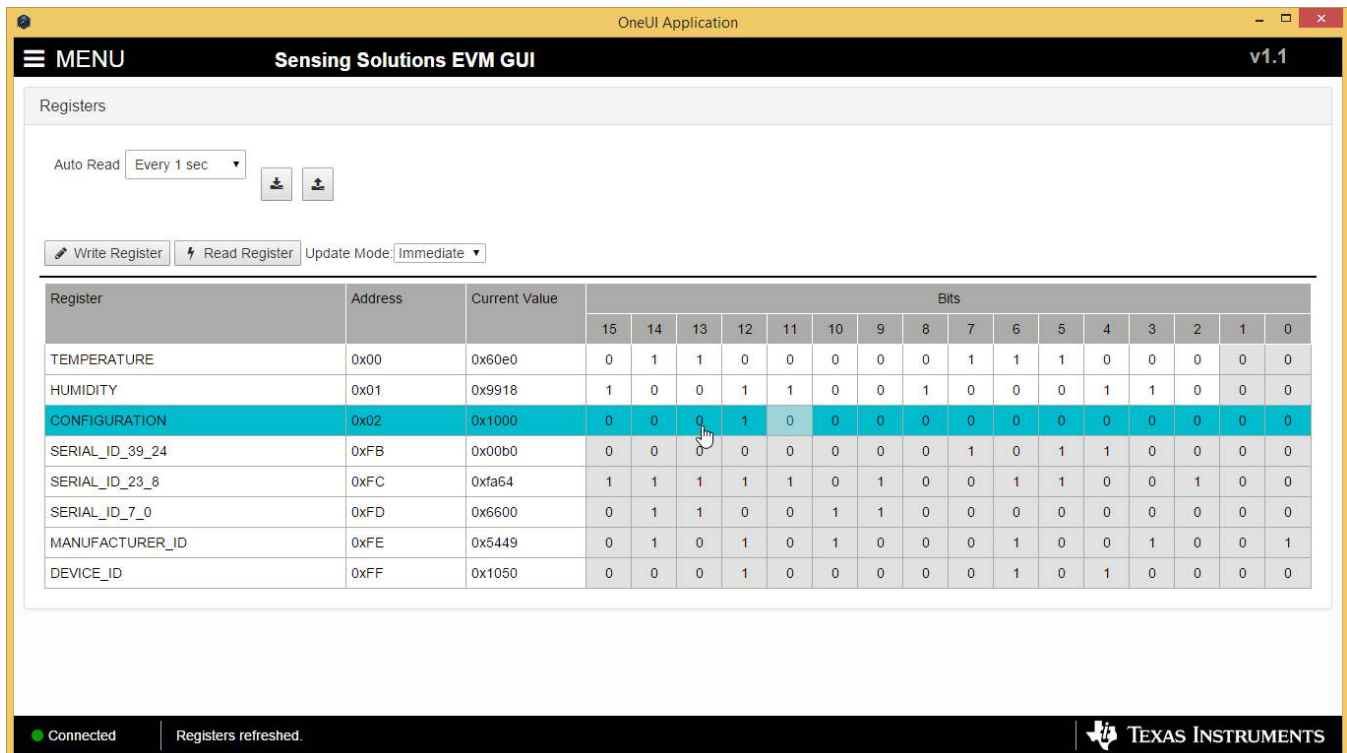 OneUI Application
MENU Sensing Solutions EVM GUI v1.1
Registers
Auto Read Every 1 sec
Write Register Read Register Update Mode: Immediate
Register Address Current Value Bits
15 14 13 12 11 10 9 8 7 6 5 4 3 2 1 0
TEMPERATURE 0x00 0x60e0 0 1 1 0 0 0 0 0 1 1 1 0 0 0 0 0
HUMIDITY 0x01 0x9918 1 0 0 1 1 0 0 1 0 0 0 1 1 0 0 0
CONFIGURATION 0x02 0x1000 0 0 0 1 0 0 0 0 0 0 0 0 0 0 0 0
SERIAL_ID_39_24 0xFB 0x00b0 0 0 0 0 0 0 0 0 1 0 1 1 0 0 0 0
SERIAL_ID_23_8 0xFC 0xfa64 1 1 1 1 1 0 1 0 0 1 1 0 0 1 0 0
SERIAL_ID_7_0 0xFD 0x6600 0 1 1 0 0 1 1 0 0 0 0 0 0 0 0 0
MANUFACTURER_ID 0xFE 0x5449 0 1 0 1 0 1 0 0 0 1 0 0 1 0 0 1
DEVICE_ID 0xFF 0x1050 0 0 0 1 0 0 0 0 0 1 0 1 0 0 0 0
Connected Registers refreshed. TEXAS INSTRUMENTS